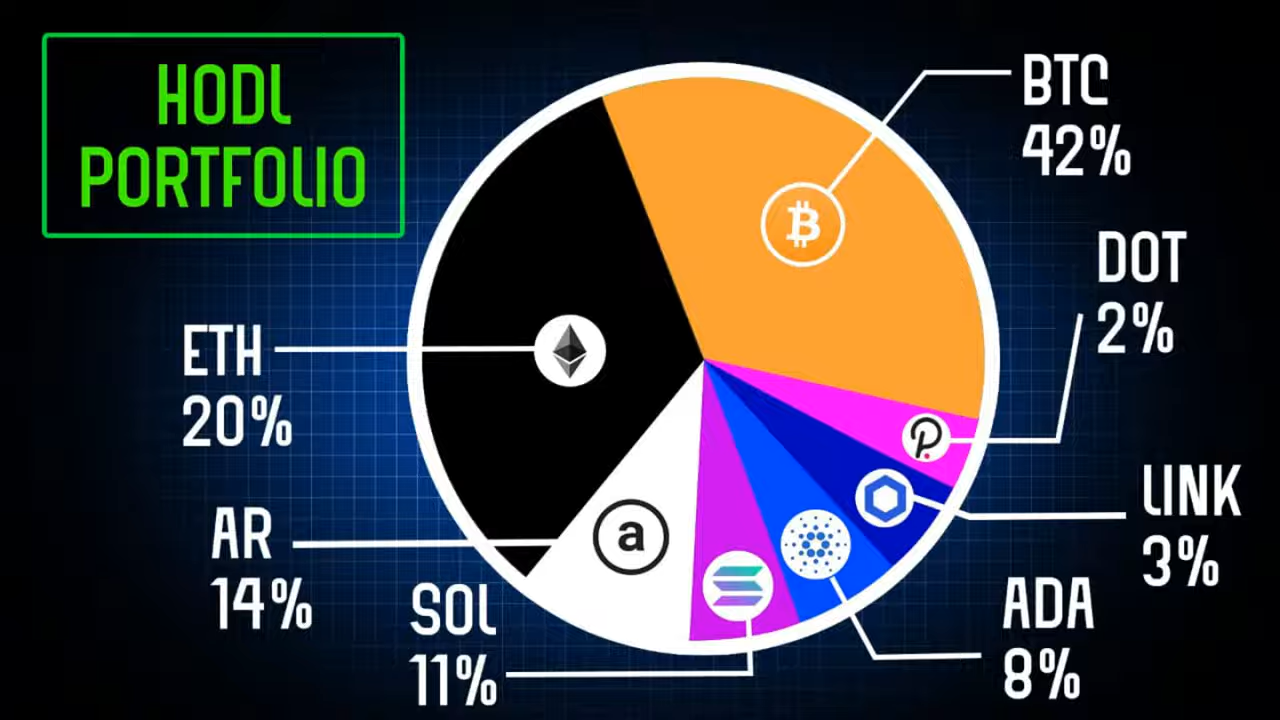 HODL
PORTFOLIO
BTC
42%
DOT
2%
ETH
20%
LINK
3%
AR
14%
a
SOL
11%
ADA
8%